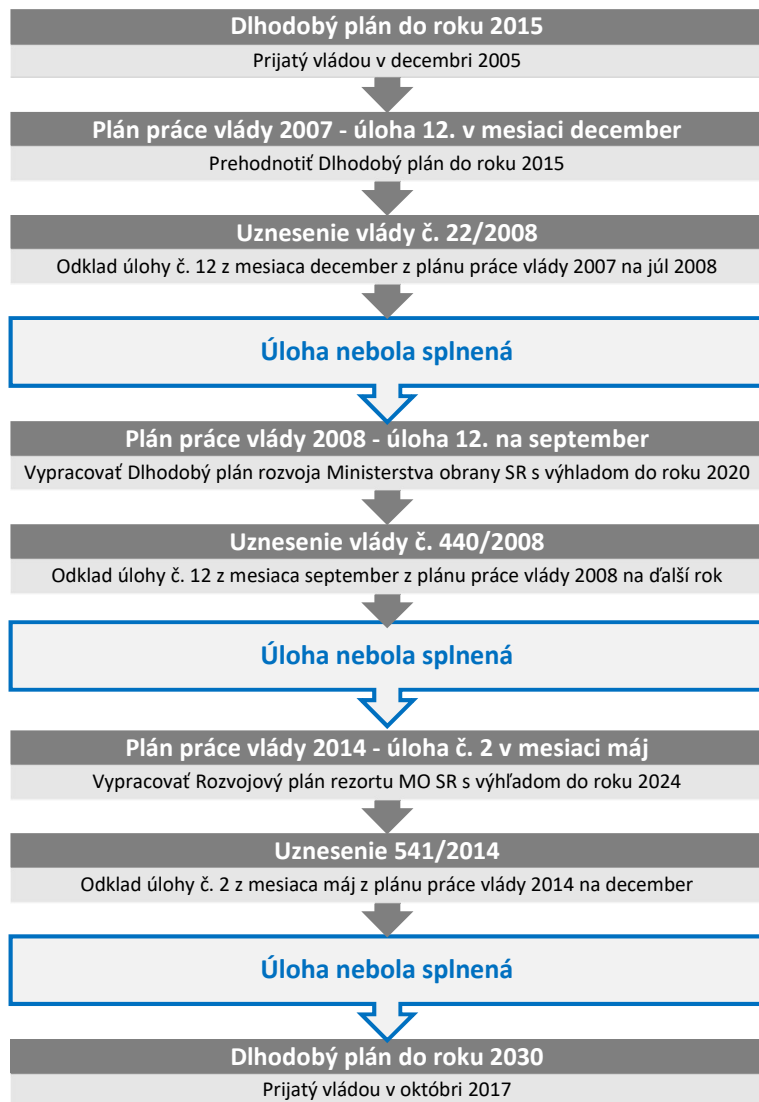 Dlhodobý plán do roku 2015
Prijatý vládou v decembri 2005
Plán práce vlády 2007 - úloha 12. v mesiaci december
Prehodnotiť Dlhodobý plán do roku 2015
Uznesenie vlády č. 22/2008
Odklad úlohy č. 12 z mesiaca december z plánu práce vlády 2007 na júl 2008
Úloha nebola splnená
Plán práce vlády 2008 - úloha 12. na september
Vypracovať Dlhodobý plán rozvoja Ministerstva obrany SR s výhladom do roku 2020
Uznesenie vlády č. 440/2008
Odklad úlohy č. 12 z mesiaca september z plánu práce vlády 2008 na ďalší rok
Úloha nebola splnená
Plán práce vlády 2014 - úloha č. 2 v mesiaci máj
Vypracovať Rozvojový plán rezortu MO SR s výhľadom do roku 2024
Uznesenie 541/2014
Odklad úlohy č. 2 z mesiaca máj z plánu práce vlády 2014 na december
Úloha nebola splnená
Dlhodobý plán do roku 2030
Prijatý vládou v októbri 2017